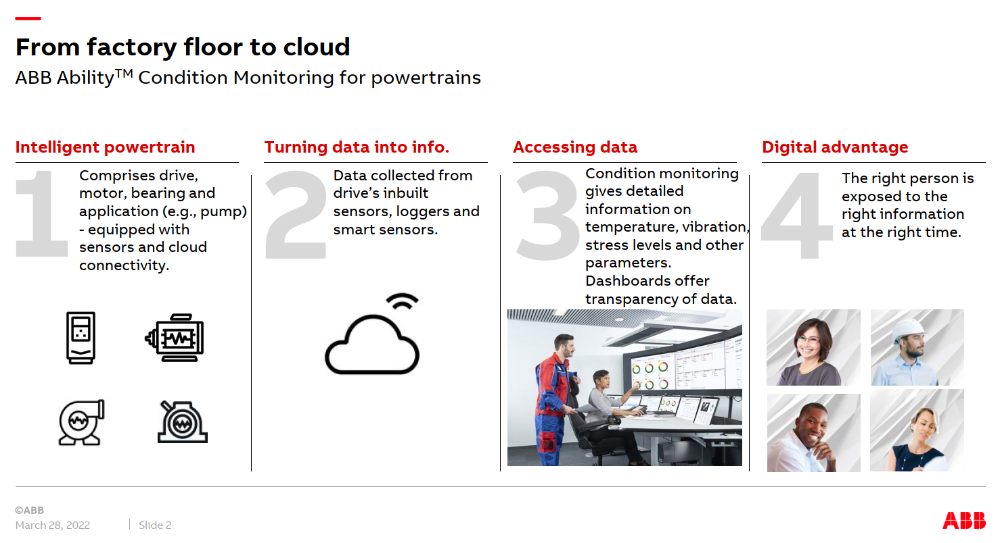 From factory floor to cloud
ABB Ability™ Condition Monitoring for powertrains
Intelligent powertrain
1
Comprises drive,
motor, bearing and
application (e.g., pump)
- equipped with
sensors and cloud
connectivity.
Turning data into info.
2
Data collected from
drive’s inbuilt
sensors, loggers and
smart sensors.
Accessing data
3
Condition monitoring
gives detailed
information on
temperature, vibration,
stress levels and other
parameters.
Dashboards offer
transparency of data.
Digital advantage
4
The right person is
exposed to the
right information
at the right time.
©ABB
March 28, 2022
Slide 2
ABB